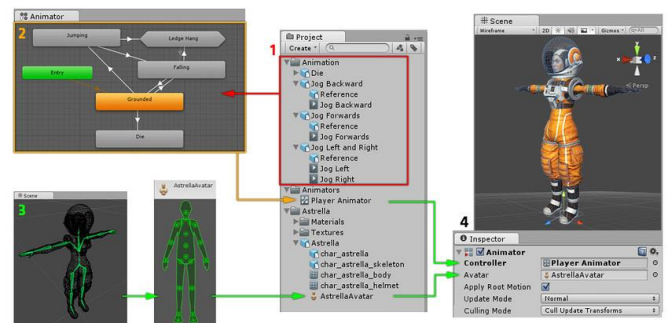 Animator
2
Jumping
Ledge Hang
Falling
Entry
Grounded
Die
1
Project
Create
Animation
Die
Jog Backward
Reference
Jog Backward
Jog Forwards
Reference
Jog Forwards
Jog Left and Right
Reference
Jog Left
Jog Right
Animators
Player Animator
Astrella
Materials
Textures
Astrella
char_astrella
char_astrella_skeleton
char_astrella_body
char_astrella_helmet
AstrellaAvatar
3
Scene
AstrellaAvatar
Scene
Wireframe 2D Gizmos All
Persp
4
Inspector
Animator
Controller Player Animator
Avatar AstrellaAvatar
Apply Root Motion
Update Mode Normal
Culling Mode Cull Update Transforms